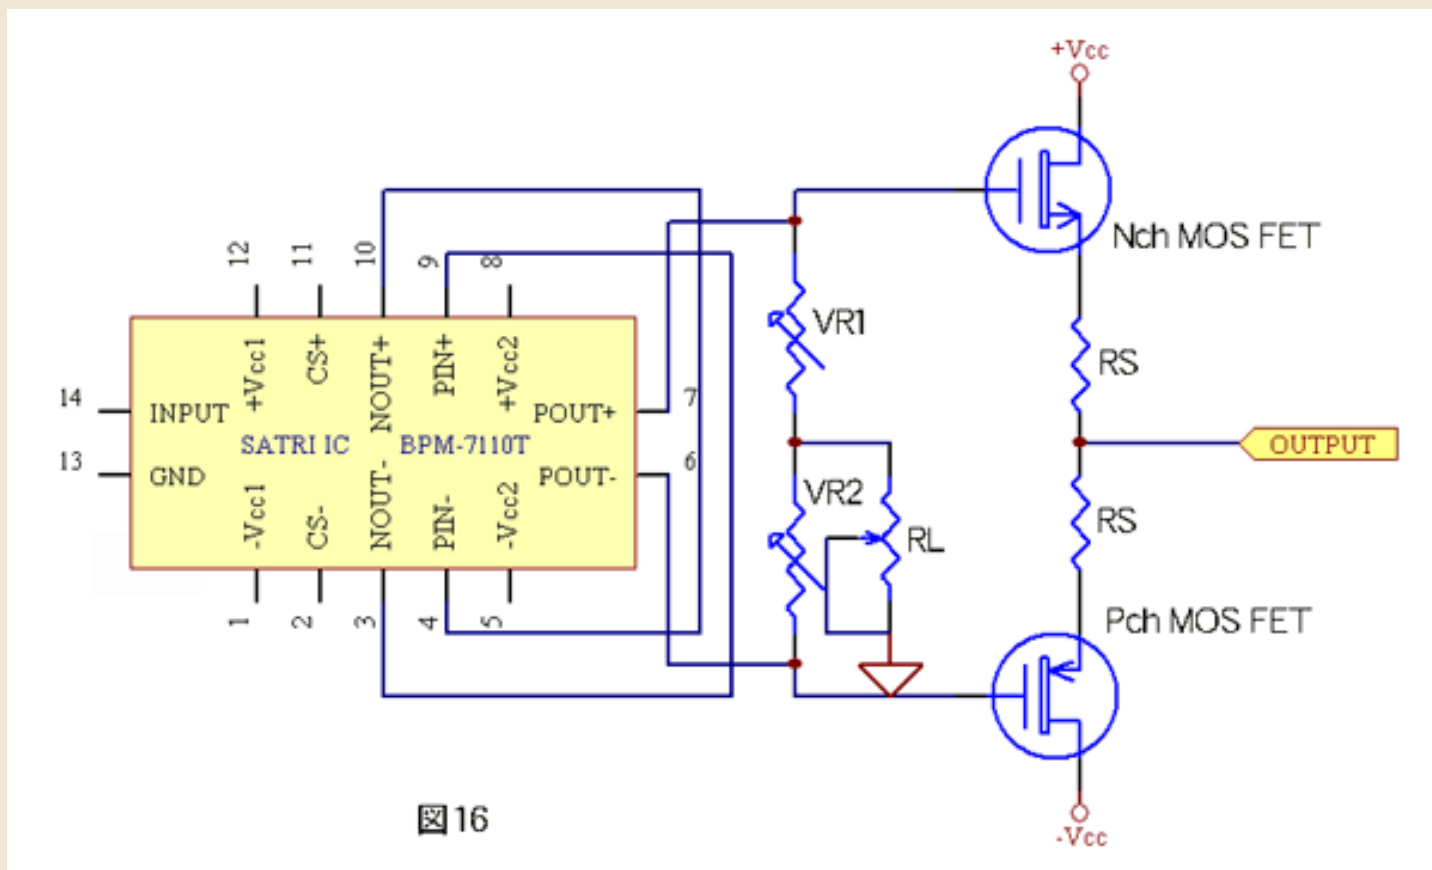 +Vcc
Nch MOS FET
12
11
10
9
8
VR1
RS
+Vcc1
CS+
NOUT+
PIN+
+Vcc2
14
INPUT
POUT+
7
SATRI IC
BPM-7110T
OUTPUT
13
GND
POUT-
6
-Vcc1
CS-
NOUT-
PIN-
-Vcc2
VR2
RL
RS
1
2
3
4
5
Pch MOS FET
図16
-Vcc